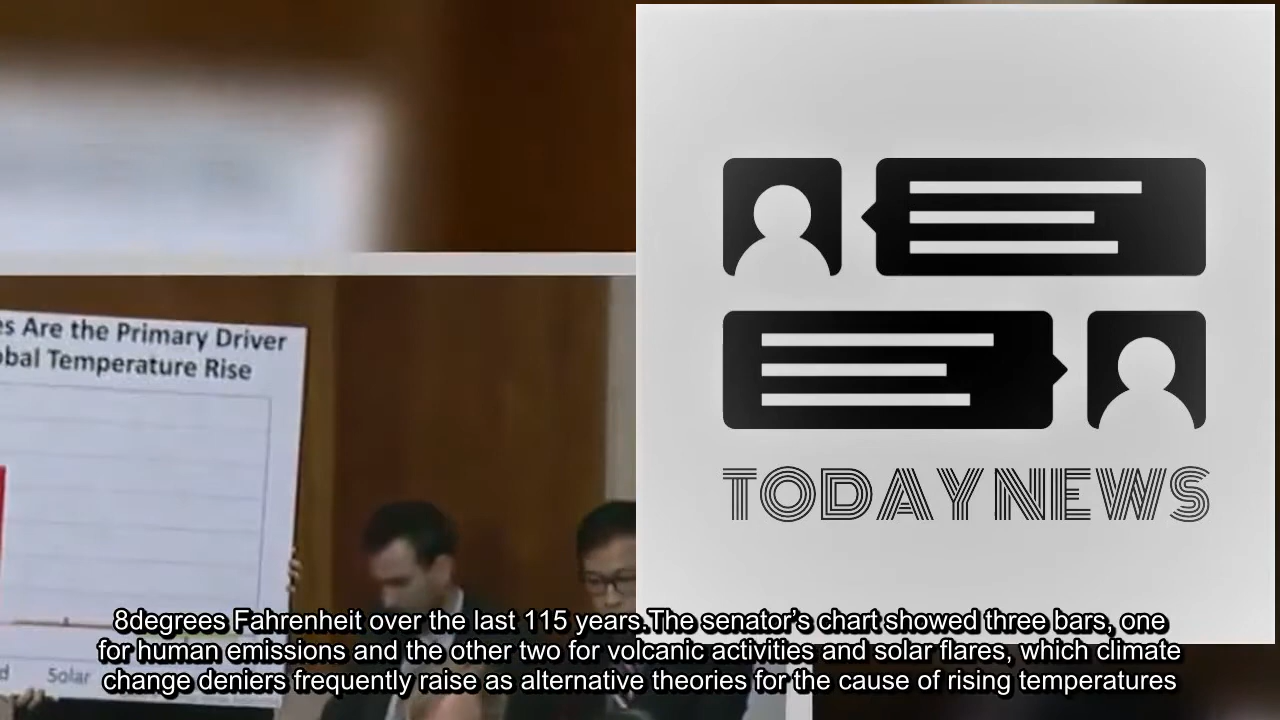 es Are the Primary Driver
obal Temperature Rise
d Solar
TODAY NEWS
8degrees Fahrenheit over the last 115 years.The senator’s chart showed three bars, one
for human emissions and the other two for volcanic activities and solar flares, which climate
change deniers frequently raise as alternative theories for the cause of rising temperatures